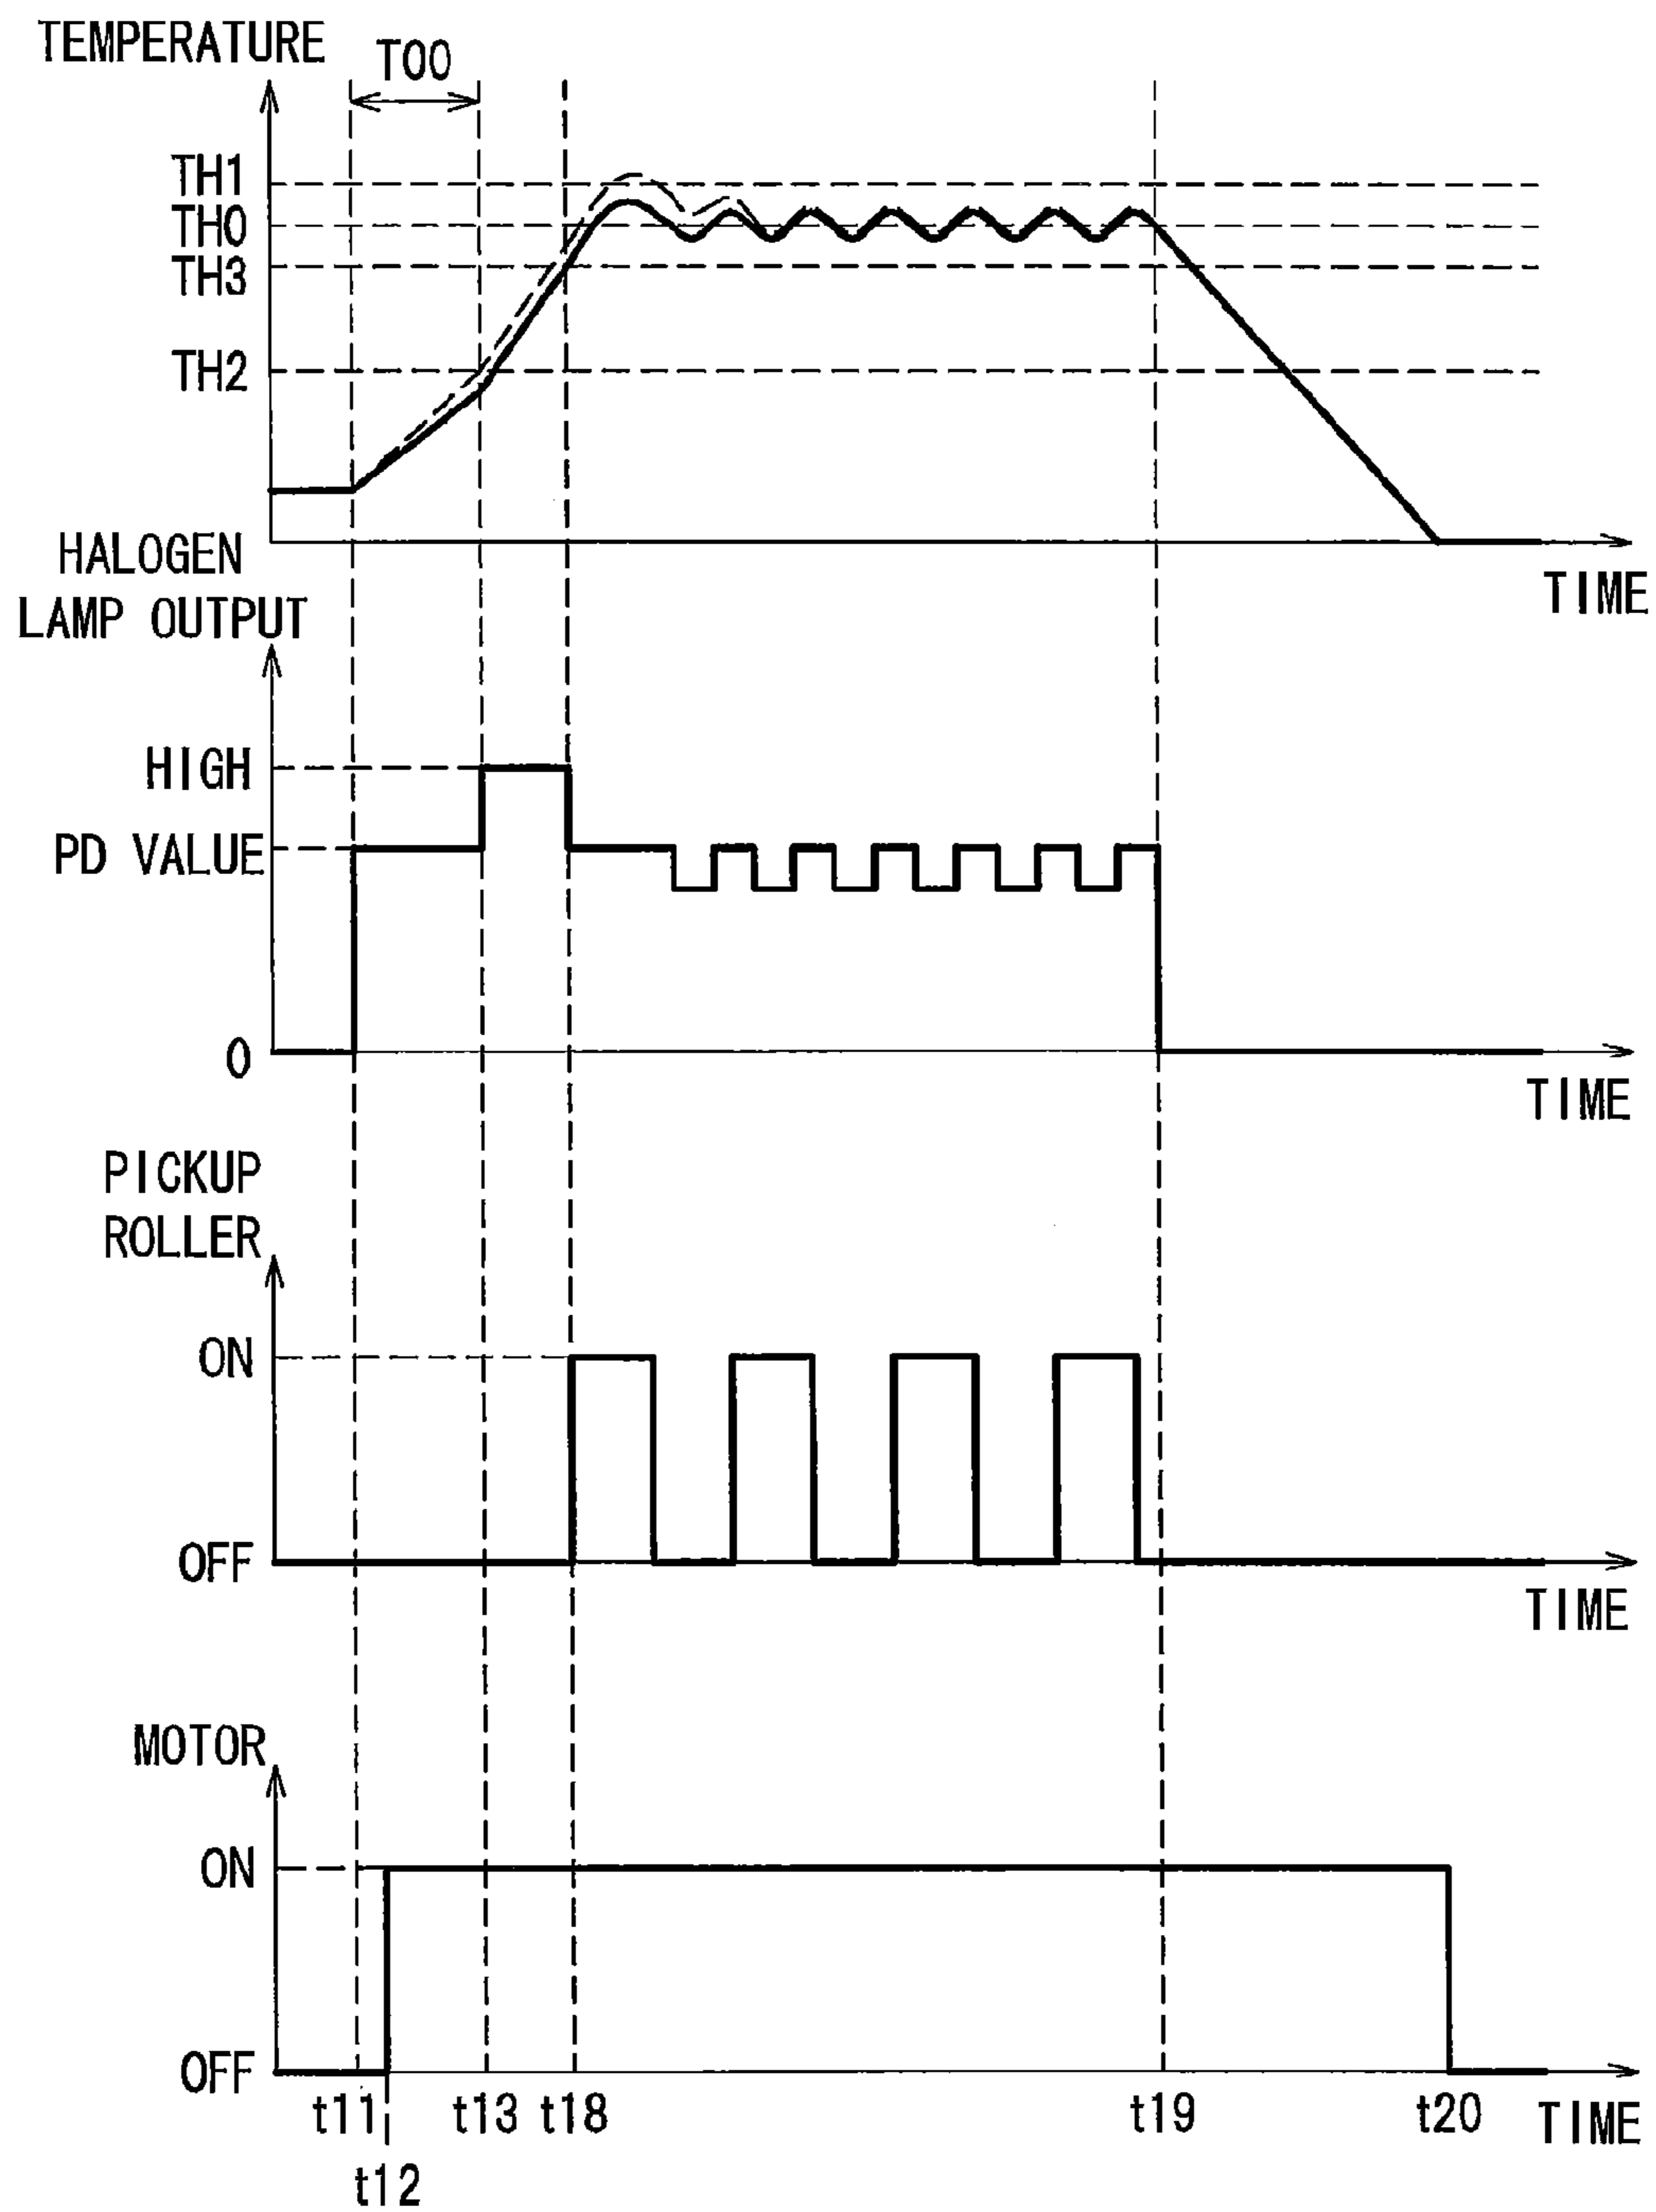 TEMPERATURE
T00
TH1
TH0
TH3
TH2
TIME
HALOGEN
LAMP OUTPUT
HIGH
PD VALUE
0
TIME
PICKUP
ROLLER
ON
OFF
TIME
MOTOR
ON
OFF
t11
t13
t18
t19
t20
TIME
t12